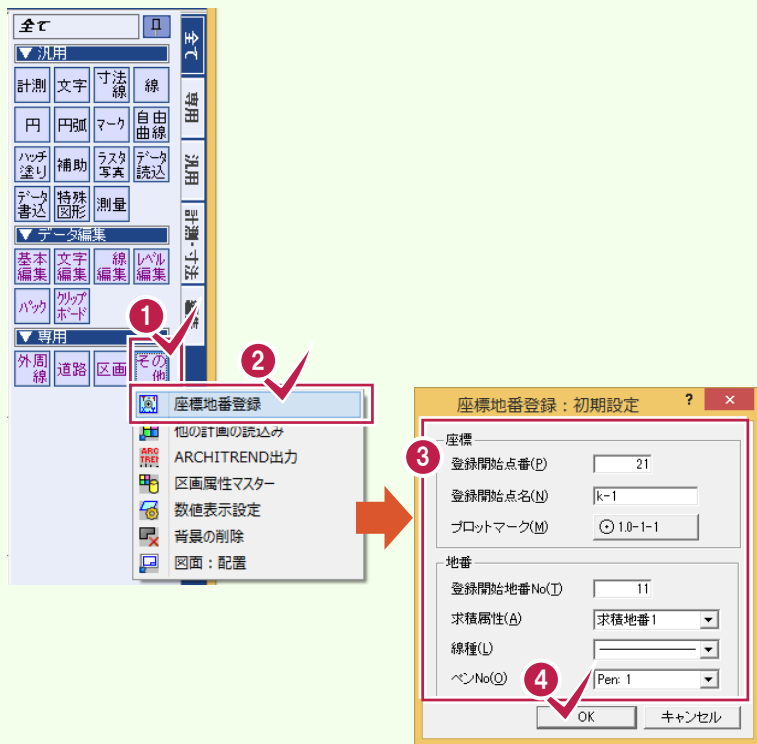 全て
▼汎用
計測 文字 寸法線 線
円 円弧 マーク 自由曲線
ハッチ塗り 補助 ラスタ写真 データ読込
データ書込 特殊図形 測量
▼データ編集
基本編集 文字編集 線編集 レベル編集
パック クリップボード
▼専用
外周線 道路 区画 その他
全て
専用
汎用
計測・寸法
1
2
座標地番登録
他の計画の読込み
ARCHITREND出力
区画属性マスター
数値表示設定
背景の削除
図面：配置
座標地番登録：初期設定 ? ×
3
座標
登録開始点番(P) 21
登録開始点名(N) k-1
プロットマーク(M) 1.0-1-1
地番
登録開始地番No(T) 11
求積属性(A) 求積地番1
線種(L)
ペンNo(O) Pen: 1
4
OK キャンセル